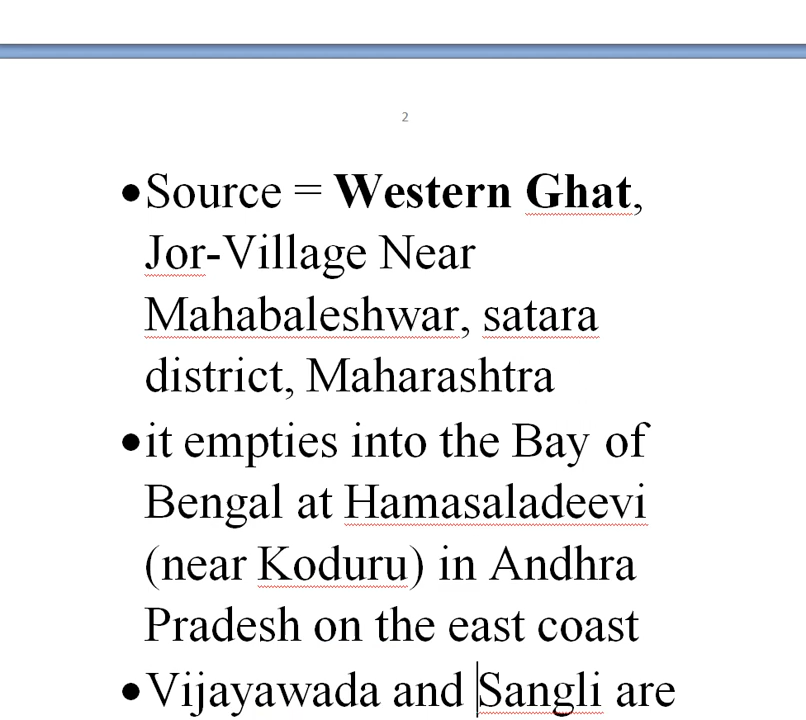 2
•Source = Western Ghat,
Jor-Village Near
Mahabaleshwar, satara
district, Maharashtra
•it empties into the Bay of
Bengal at Hamasaladeevi
(near Koduru) in Andhra
Pradesh on the east coast
•Vijayawada and Sangli are